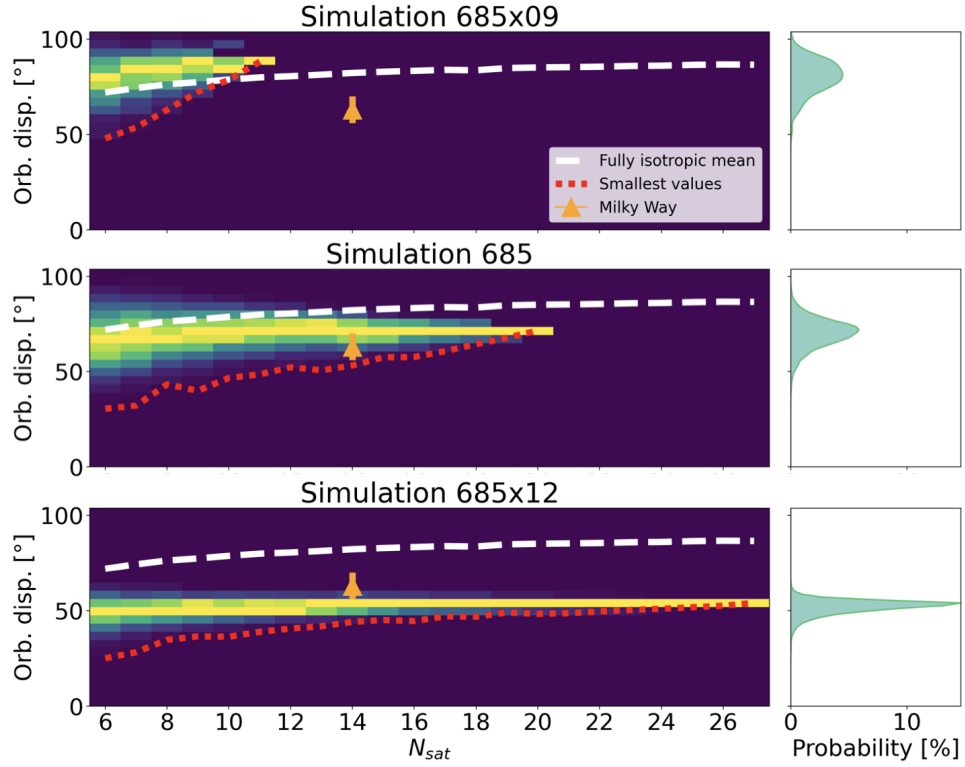 Simulation 685x09
100
50
0
Orb. disp. [°]
Fully isotropic mean
Smallest values
Milky Way
Simulation 685
100
50
0
Orb. disp. [°]
Simulation 685x12
100
50
0
Orb. disp. [°]
6 8 10 12 14 16 18 20 22 24 26
N_sat
0 10
Probability [%]